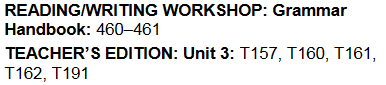 READING/WRITING WORKSHOP: Grammar
Handbook: 460–461
TEACHER’S EDITION: Unit 3: T157, T160, T161,
T162, T191